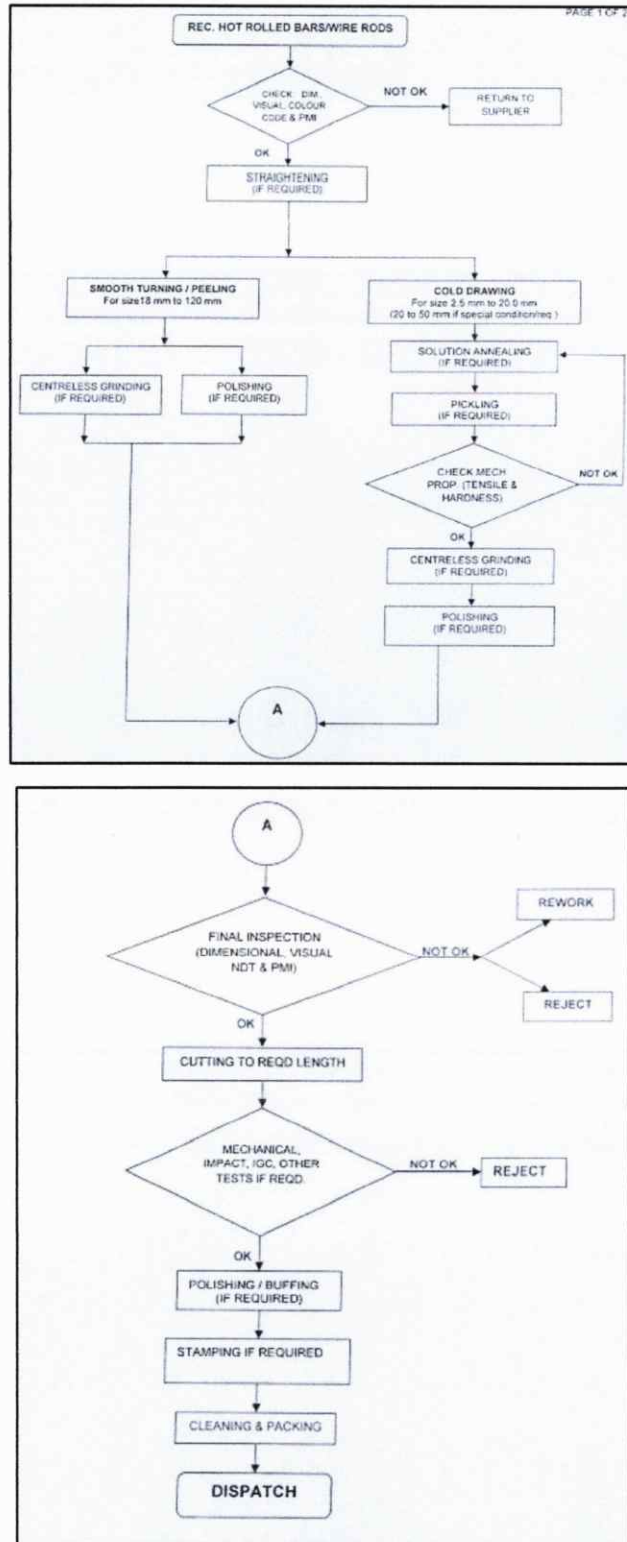 PAGE 1 OF 2
REC. HOT ROLLED BARS/WIRE RODS
CHECK DIM.,
VISUAL COLOUR
CODE & PMI
NOT OK
RETURN TO
SUPPLIER
OK
STRAIGHTENING
(IF REQUIRED)
SMOOTH TURNING / PEELING
For size18 mm to 120 mm
COLD DRAWING
For size 2.5 mm to 20.0 mm
(20 to 50 mm if special condition/req.)
CENTRELESS GRINDING
(IF REQUIRED)
POLISHING
(IF REQUIRED)
SOLUTION ANNEALING
(IF REQUIRED)
PICKLING
(IF REQUIRED)
CHECK MECH
PROP. (TENSILE &
HARDNESS)
NOT OK
OK
CENTRELESS GRINDING
(IF REQUIRED)
POLISHING
(IF REQUIRED)
A
A
FINAL INSPECTION
(DIMENSIONAL, VISUAL
NDT & PMI)
NOT OK
REWORK
REJECT
OK
CUTTING TO REQD LENGTH
MECHANICAL,
IMPACT, IGC, OTHER
TESTS IF REQD.
NOT OK
REJECT
OK
POLISHING / BUFFING
(IF REQUIRED)
STAMPING IF REQUIRED
CLEANING & PACKING
DISPATCH